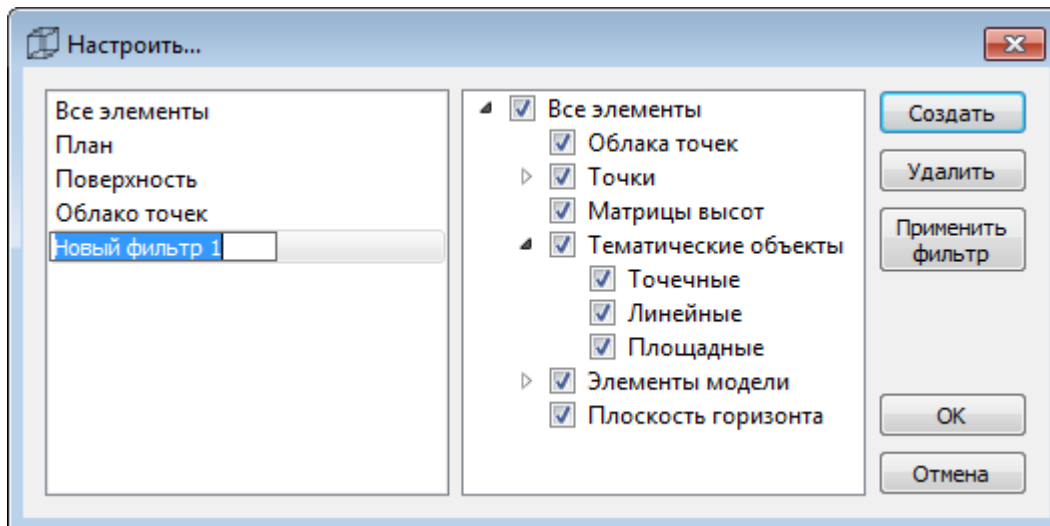 Настроить...
Все элементы
План
Поверхность
Облако точек
Новый фильтр 1
Все элементы
Облака точек
Точки
Матрицы высот
Тематические объекты
Точечные
Линейные
Площадные
Элементы модели
Плоскость горизонта
Создать
Удалить
Применить
фильтр
OK
Отмена